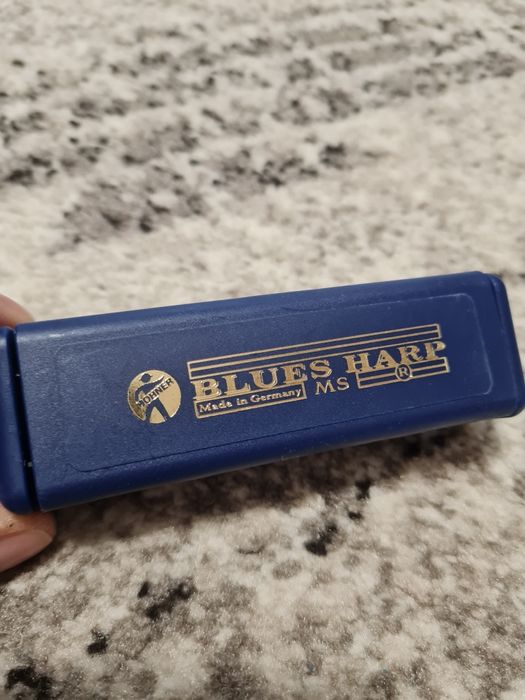 HOHNER
BLUES HARP
Made in Germany MS ®